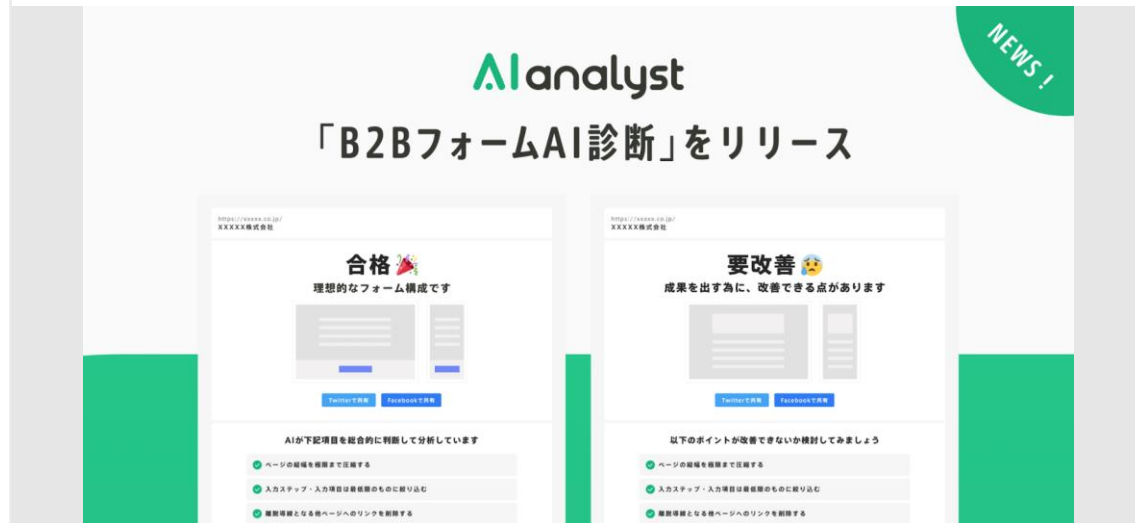 NEWS!
AI analyst
「B2BフォームAI診断」をリリース
https://xxxxx.co.jp/
XXXXX株式会社
合格🎉
理想的なフォーム構成です
Twitterで共有 Facebookで共有
AIが下記項目を総合的に判断して分析しています
ページの縦幅を極限まで圧縮する
入力ステップ・入力項目は最低限のものに絞り込む
離脱導線となる他ページへのリンクを削除する
https://xxxxx.co.jp/
XXXXX株式会社
要改善😰
成果を出す為に、改善できる点があります
Twitterで共有 Facebookで共有
以下のポイントが改善できないか検討してみましょう
ページの縦幅を極限まで圧縮する
入力ステップ・入力項目は最低限のものに絞り込む
離脱導線となる他ページへのリンクを削除する